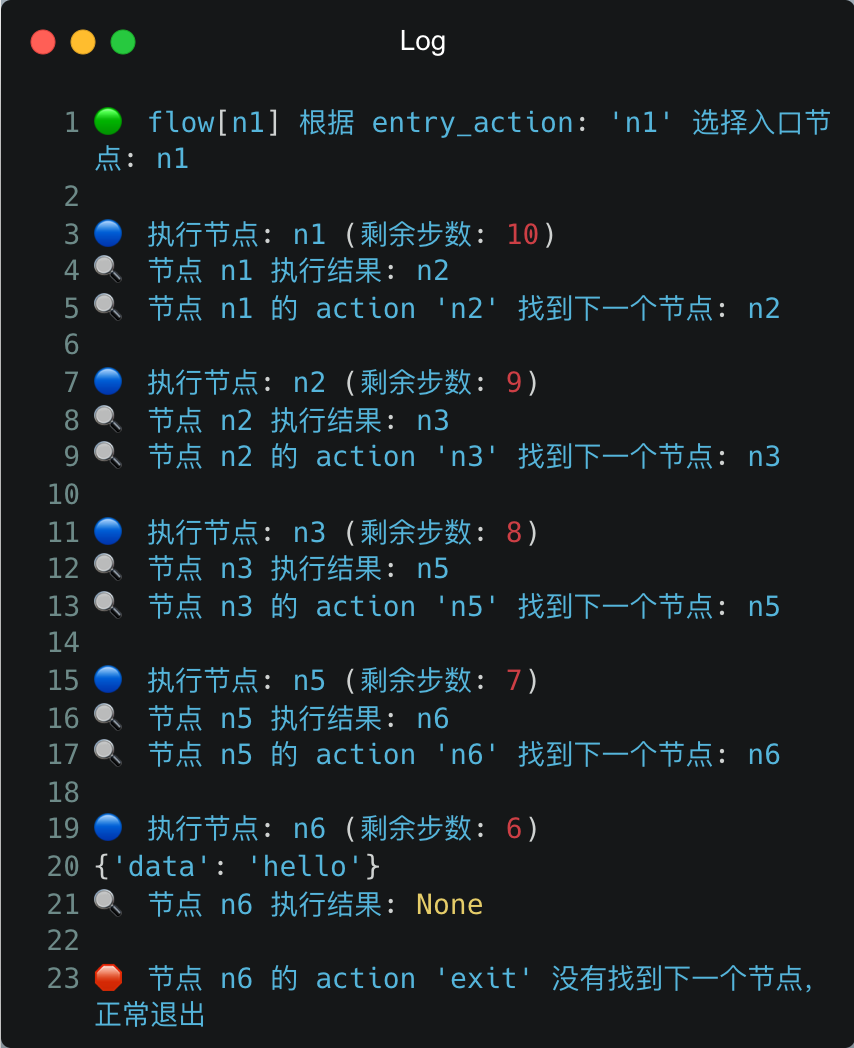 Log
1 🟢 flow[n1] 根据 entry_action: 'n1' 选择入口节
点: n1
2
3 🔵 执行节点: n1 (剩余步数: 10)
4 🔍 节点 n1 执行结果: n2
5 🔍 节点 n1 的 action 'n2' 找到下一个节点: n2
6
7 🔵 执行节点: n2 (剩余步数: 9)
8 🔍 节点 n2 执行结果: n3
9 🔍 节点 n2 的 action 'n3' 找到下一个节点: n3
10
11 🔵 执行节点: n3 (剩余步数: 8)
12 🔍 节点 n3 执行结果: n5
13 🔍 节点 n3 的 action 'n5' 找到下一个节点: n5
14
15 🔵 执行节点: n5 (剩余步数: 7)
16 🔍 节点 n5 执行结果: n6
17 🔍 节点 n5 的 action 'n6' 找到下一个节点: n6
18
19 🔵 执行节点: n6 (剩余步数: 6)
20 {'data': 'hello'}
21 🔍 节点 n6 执行结果: None
22
23 🛑 节点 n6 的 action 'exit' 没有找到下一个节点,
正常退出